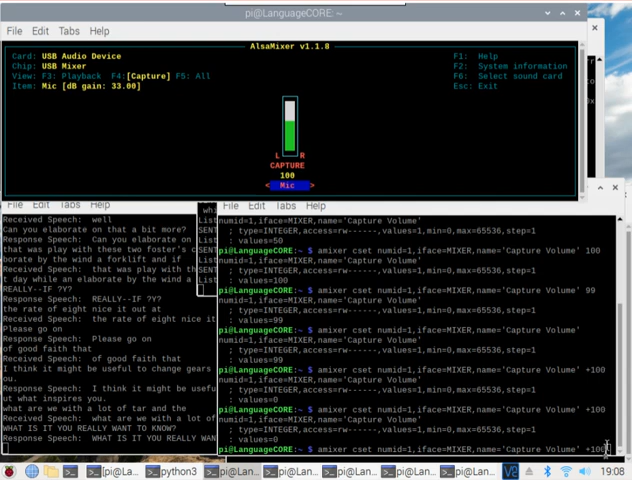 pi@LanguageCORE: ~
File Edit Tabs Help
AlsaMixer v1.1.8
Card: USB Audio Device
Chip: USB Mixer
View: F3: Playback F4:[Capture] F5: All
Item: Mic [dB gain: 33.00]
F1: Help
F2: System information
F6: Select sound card
Esc: Exit
L R
CAPTURE
100
< Mic >
File Edit Tabs Help
Received Speech: well
Can you elaborate on that a bit more?
Response Speech: Can you elaborate on
that was play with these two foster's c
orate by the wind a forklift and if
Received Speech: that was play with th
t day while an elaborate by the wind a
REALLY--IF ?Y?
Response Speech: REALLY--IF ?Y?
the rate of eight nice it out at
Received Speech: the rate of eight nice it
Please go on
Response Speech: Please go on
of good faith that
Received Speech: of good faith that
I think it might be useful to change gears
ou.
Response Speech: I think it might be usefu
ut what inspires you.
what are we with a lot of tar and the
Received Speech: what are we with a lot of
WHAT IS IT YOU REALLY WANT TO KNOW?
Response Speech: WHAT IS IT YOU REALLY WAN
whi
List
SENT
List
SENT
List
File Edit Tabs Help
numid=1,iface=MIXER,name='Capture Volume'
; type=INTEGER,access=rw------,values=1,min=0,max=65536,step=1
: values=50
pi@LanguageCORE:~ $ amixer cset numid=1,iface=MIXER,name='Capture Volume' 100
numid=1,iface=MIXER,name='Capture Volume'
; type=INTEGER,access=rw------,values=1,min=0,max=65536,step=1
: values=100
pi@LanguageCORE:~ $ amixer cset numid=1,iface=MIXER,name='Capture Volume' 99
numid=1,iface=MIXER,name='Capture Volume'
; type=INTEGER,access=rw------,values=1,min=0,max=65536,step=1
: values=99
pi@LanguageCORE:~ $ amixer cset numid=1,iface=MIXER,name='Capture Volume'
numid=1,iface=MIXER,name='Capture Volume'
; type=INTEGER,access=rw------,values=1,min=0,max=65536,step=1
: values=99
pi@LanguageCORE:~ $ amixer cset numid=1,iface=MIXER,name='Capture Volume' +100
numid=1,iface=MIXER,name='Capture Volume'
; type=INTEGER,access=rw------,values=1,min=0,max=65536,step=1
: values=0
pi@LanguageCORE:~ $ amixer cset numid=1,iface=MIXER,name='Capture Volume' +100
numid=1,iface=MIXER,name='Capture Volume'
; type=INTEGER,access=rw------,values=1,min=0,max=65536,step=1
: values=0
pi@LanguageCORE:~ $ amixer cset numid=1,iface=MIXER,name='Capture Volume' +100
[pi@La... python3 pi@Lan... pi@Lan... pi@Lan... pi@Lan... pi@Lan... V2 19:08